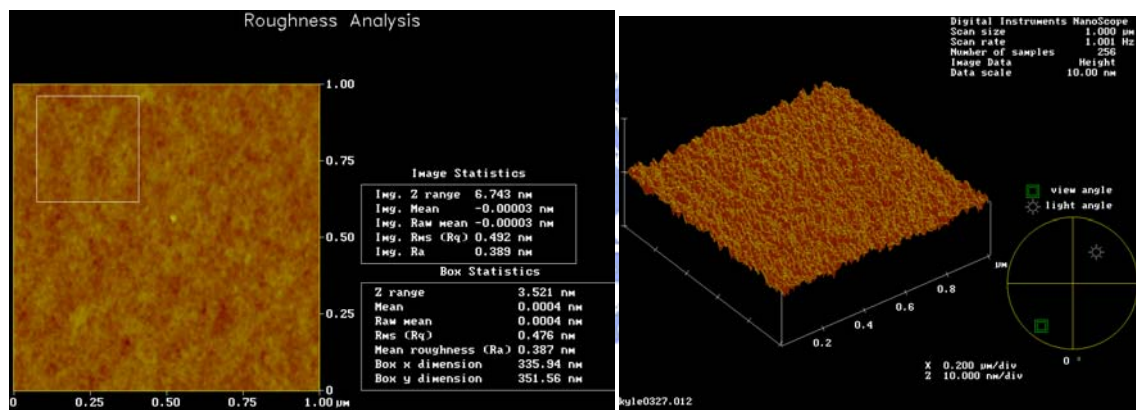 Roughness Analysis
1.00
0.75
0.50
0.25
0
0 0.25 0.50 0.75 1.00 µm
Image Statistics
Img. Z range 6.743 nm
Img. Mean -0.00003 nm
Img. Raw mean -0.00003 nm
Img. Rms (Rq) 0.492 nm
Img. Ra 0.389 nm
Box Statistics
Z range 3.521 nm
Mean 0.0004 nm
Raw mean 0.0004 nm
Rms (Rq) 0.476 nm
Mean roughness (Ra) 0.387 nm
Box x dimension 335.94 nm
Box y dimension 351.56 nm
Digital Instruments NanoScope
Scan size 1.000 µm
Scan rate 1.001 Hz
Number of samples 256
Image Data Height
Data scale 10.00 nm
view angle
light angle
µm
0.8
0.6
0.4
0.2
0 °
X 0.200 µm/div
Z 10.000 nm/div
kyle0327.012